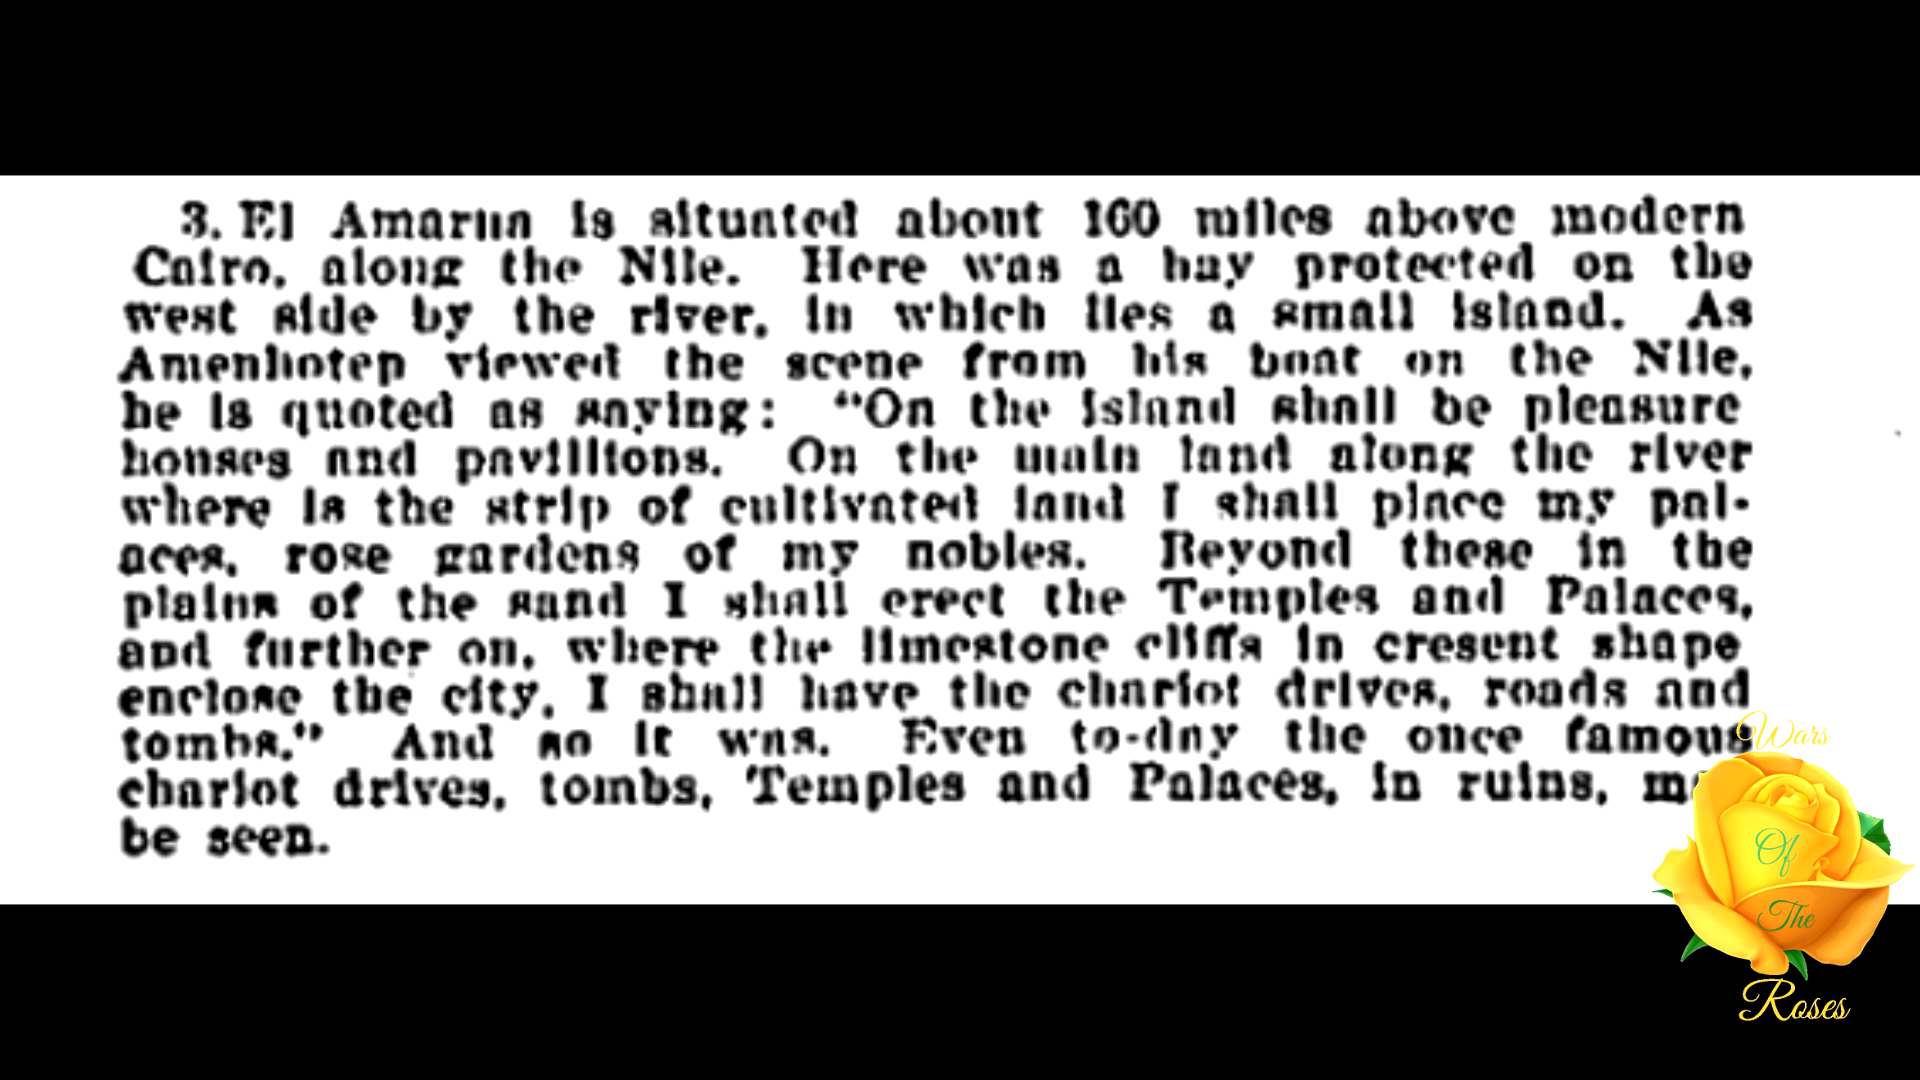 3. El Amarna is situated about 160 miles above modern
Cairo, along the Nile. Here was a bay protected on the
west side by the river, in which lies a small island. As
Amenhotep viewed the scene from his boat on the Nile,
he is quoted as saying: "On the island shall be pleasure
houses and pavillions. On the main land along the river
where is the strip of cultivated land I shall place my pal-
aces, rose gardens of my nobles. Beyond these in the
plains of the sand I shall erect the Temples and Palaces,
and further on, where the limestone cliffs in cresent shape
enclose the city, I shall have the chariot drives, roads and
tombs." And so it was. Even to-day the once famous
chariot drives, tombs, Temples and Palaces, in ruins,
be seen.
Wars
Of
The
Roses